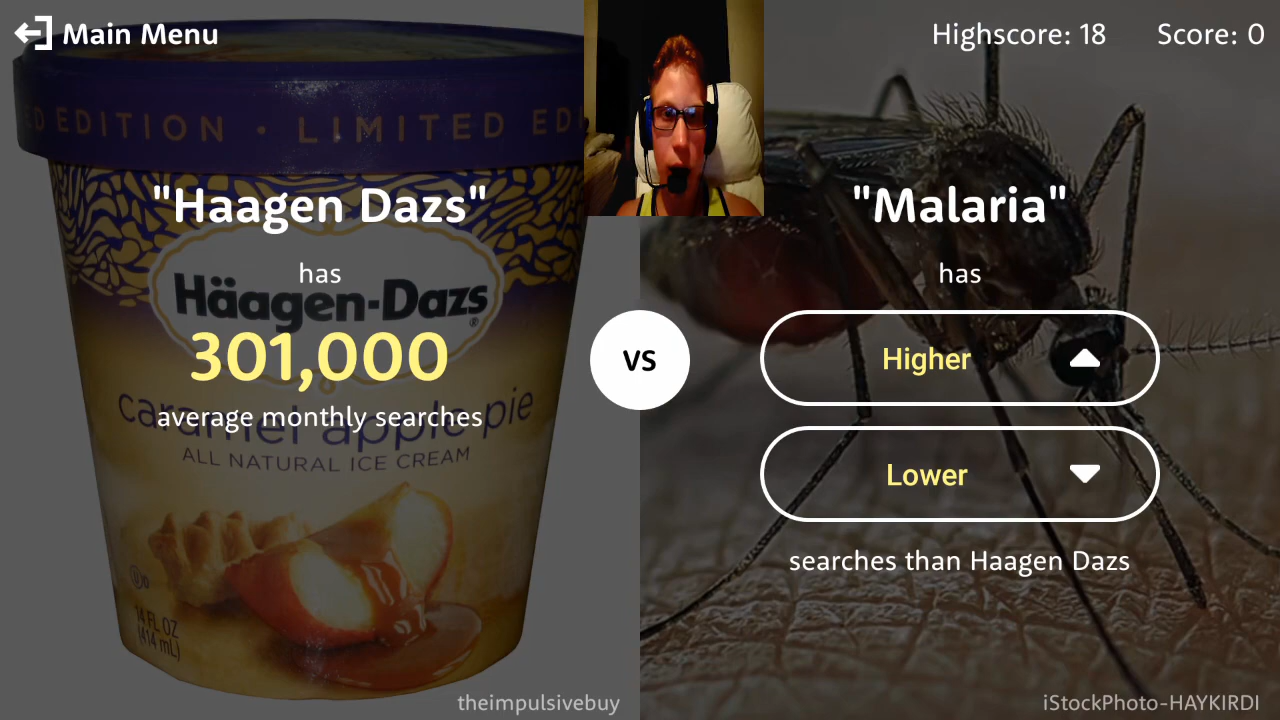 Main Menu
Highscore: 18 Score: 0
D EDITION · LIMITED EDI
"Haagen Dazs"
has
Häagen-Dazs
®
301,000
average monthly searches
caramel apple pie
ALL NATURAL ICE CREAM
14 FL OZ
(414 mL)
theimpulsivebuy
VS
"Malaria"
has
Higher
Lower
searches than Haagen Dazs
iStockPhoto-HAYKIRDI